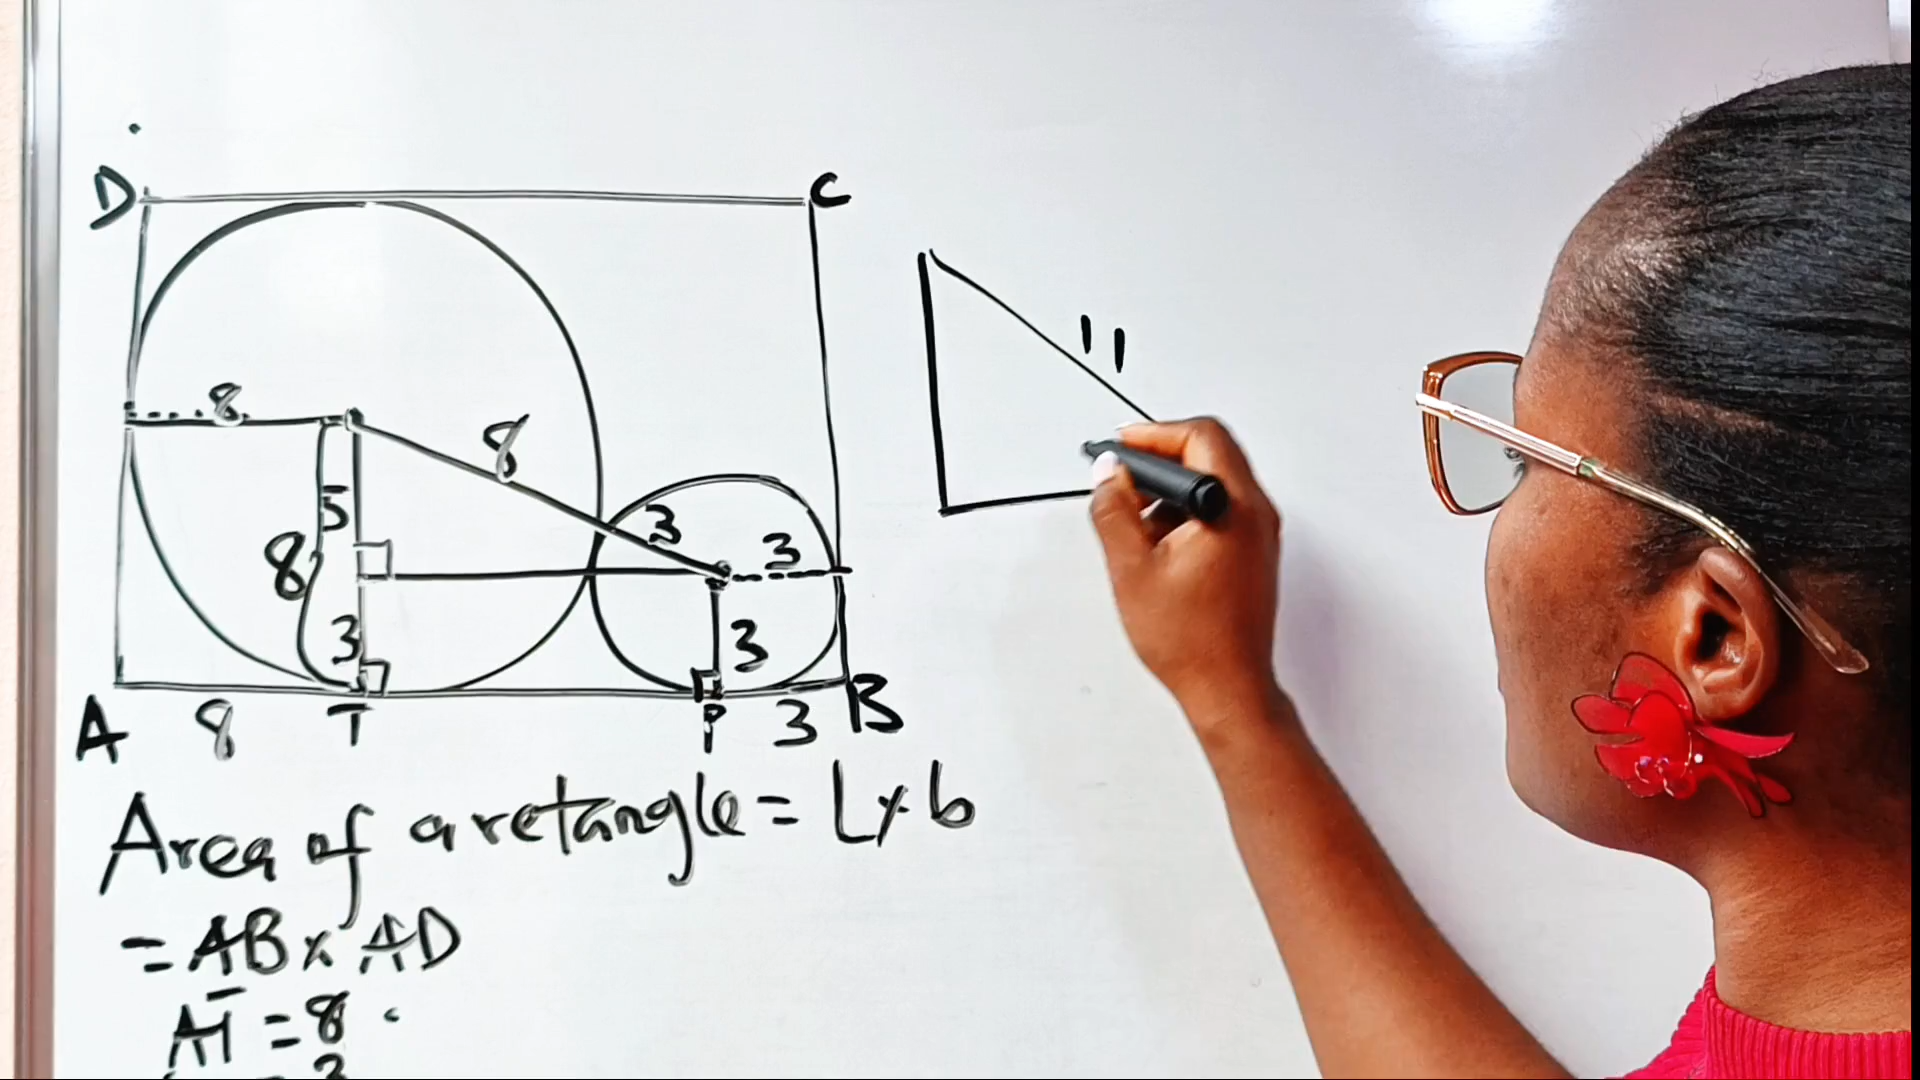 D
C
11
8
8
5
3
3
8
3
3
A
8
T
P
3
B
Area of a retangle = L x b
= AB x AD
AT = 8